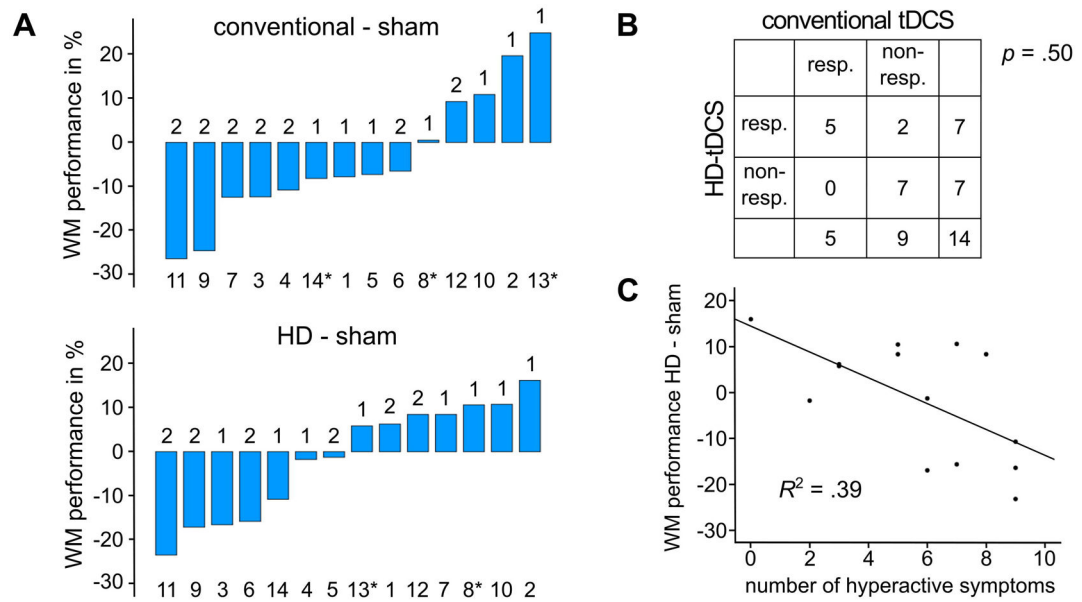 A
conventional - sham
WM performance in %
20
10
0
-10
-20
-30
2 2 2 2 2 1 1 1 2 1 2 1 1 1
11 9 7 3 4 14* 1 5 6 8* 12 10 2 13*
HD - sham
WM performance in %
20
10
0
-10
-20
-30
2 2 1 2 1 1 2 1 2 2 1 1 1 1
11 9 3 6 14 4 5 13* 1 12 7 8* 10 2
B
conventional tDCS
p = .50
HD-tDCS
resp.
non-
resp.
resp. 5 2 7
non-
resp.
0 7 7
5 9 14
C
WM performance HD - sham
20
10
0
-10
-20
-30
R² = .39
0 2 4 6 8 10
number of hyperactive symptoms